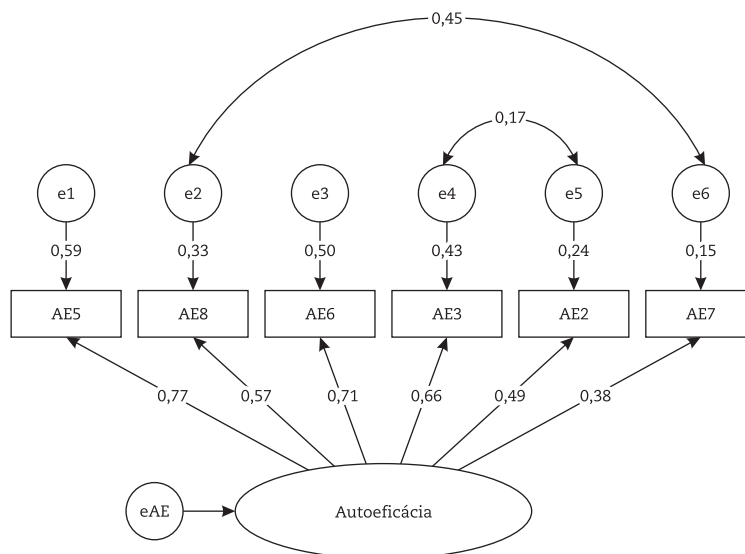 0,45
0,17
e1 e2 e3 e4 e5 e6
0,59 0,33 0,50 0,43 0,24 0,15
AE5 AE8 AE6 AE3 AE2 AE7
0,77 0,57 0,71 0,66 0,49 0,38
eAE Autoeficácia